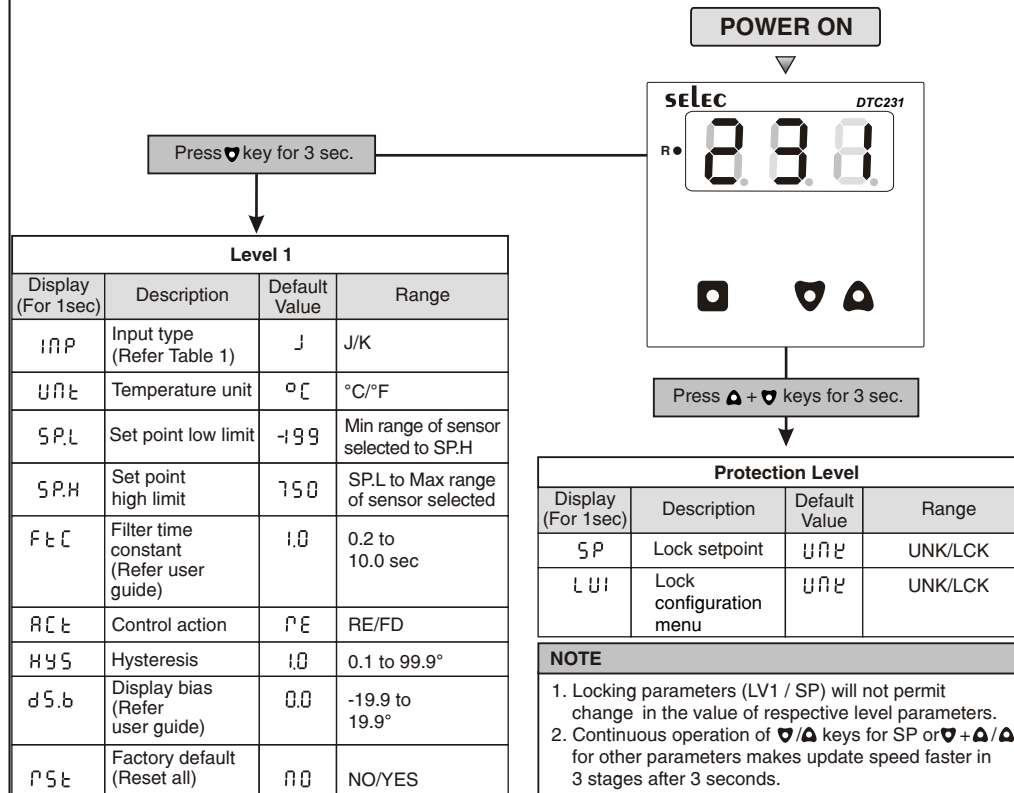 POWER ON
selec DTC231
R
231
Press key for 3 sec.
Level 1
Display (For 1sec) Description Default Value Range
INP Input type (Refer Table 1) J J/K
UNt Temperature unit °C °C/°F
SP.L Set point low limit -199 Min range of sensor selected to SP.H
SP.H Set point high limit 750 SP.L to Max range of sensor selected
FtC Filter time constant (Refer user guide) 1.0 0.2 to 10.0 sec
ACt Control action rE RE/FD
HYS Hysteresis 1.0 0.1 to 99.9°
dS.b Display bias (Refer user guide) 0.0 -19.9 to 19.9°
rSt Factory default (Reset all) NO NO/YES
Press + keys for 3 sec.
Protection Level
Display (For 1sec) Description Default Value Range
SP Lock setpoint UNK UNK/LCK
LU1 Lock configuration menu UNK UNK/LCK
NOTE
1. Locking parameters (LV1 / SP) will not permit
change in the value of respective level parameters.
2. Continuous operation of / keys for SP or + /
for other parameters makes update speed faster in
3 stages after 3 seconds.